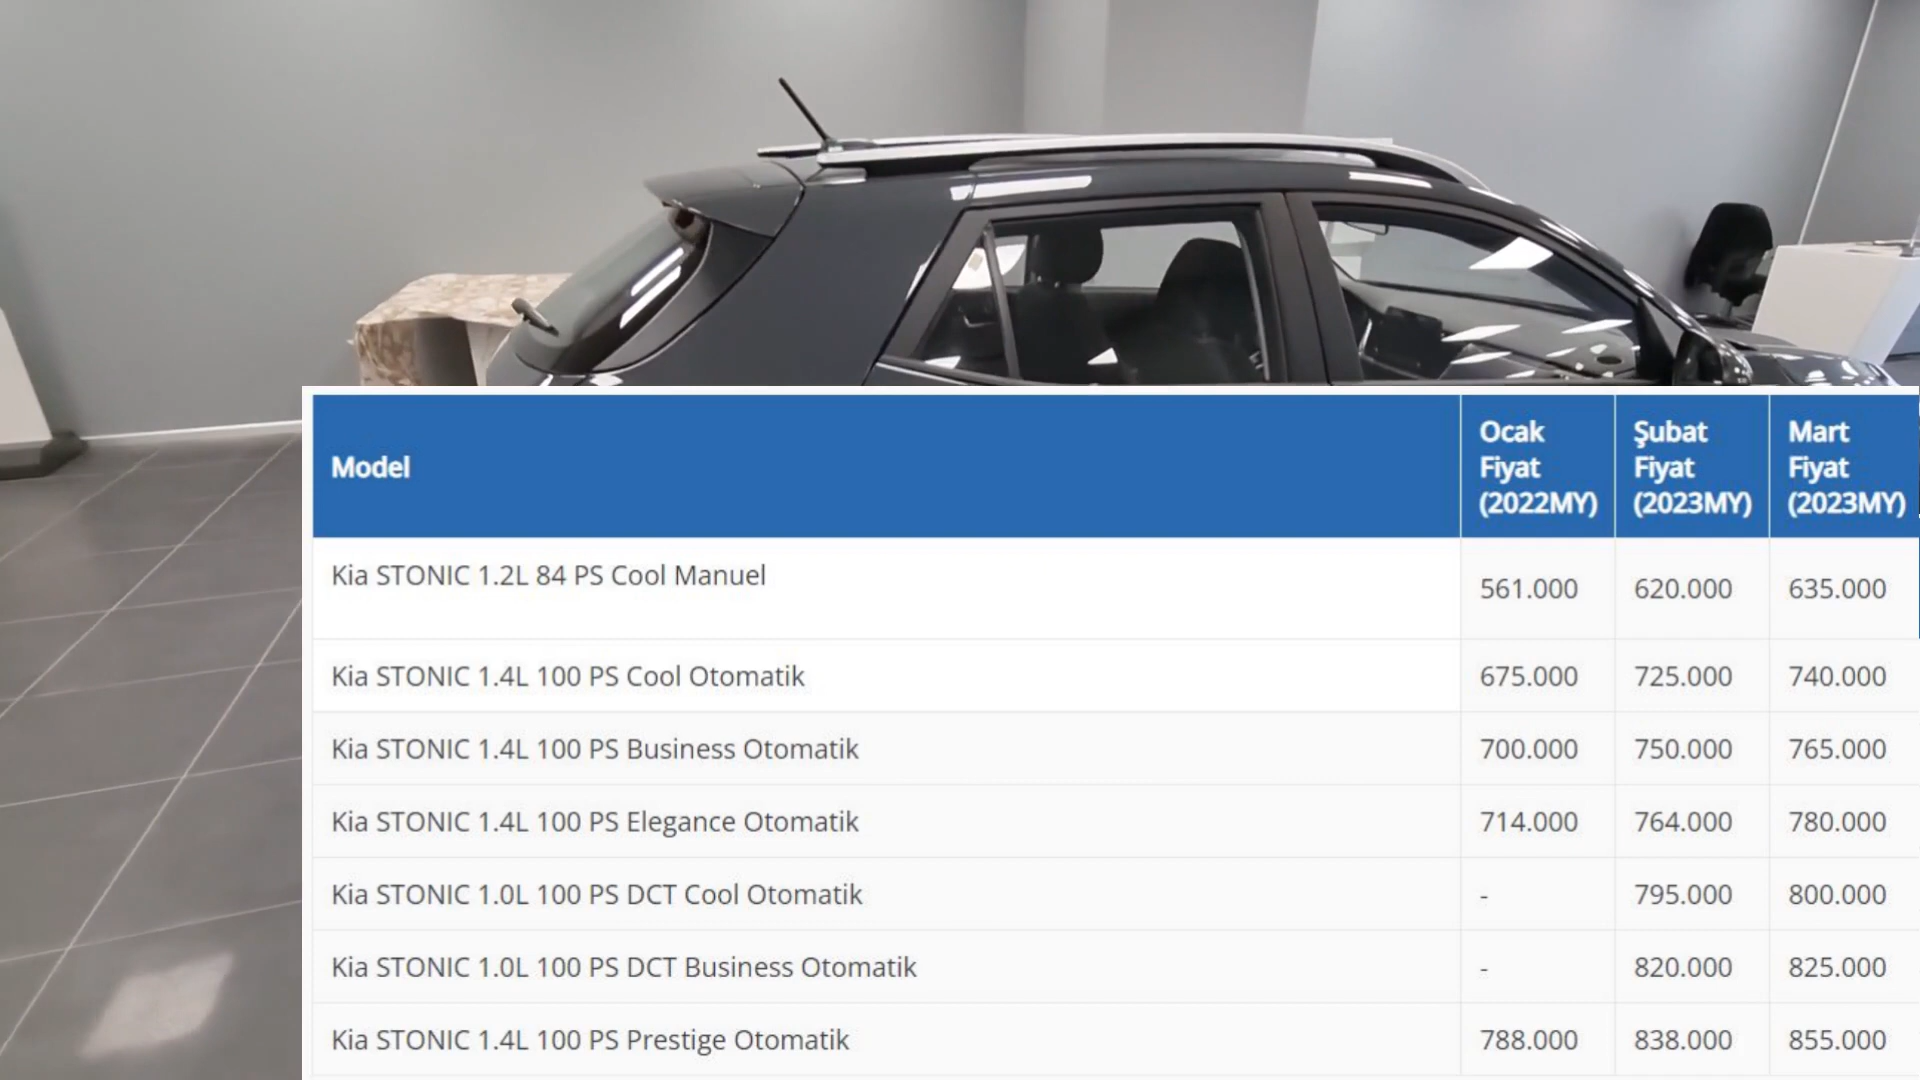 Model
Ocak
Fiyat
(2022MY)
Şubat
Fiyat
(2023MY)
Mart
Fiyat
(2023MY)
Kia STONIC 1.2L 84 PS Cool Manuel 561.000 620.000 635.000
Kia STONIC 1.4L 100 PS Cool Otomatik 675.000 725.000 740.000
Kia STONIC 1.4L 100 PS Business Otomatik 700.000 750.000 765.000
Kia STONIC 1.4L 100 PS Elegance Otomatik 714.000 764.000 780.000
Kia STONIC 1.0L 100 PS DCT Cool Otomatik - 795.000 800.000
Kia STONIC 1.0L 100 PS DCT Business Otomatik - 820.000 825.000
Kia STONIC 1.4L 100 PS Prestige Otomatik 788.000 838.000 855.000